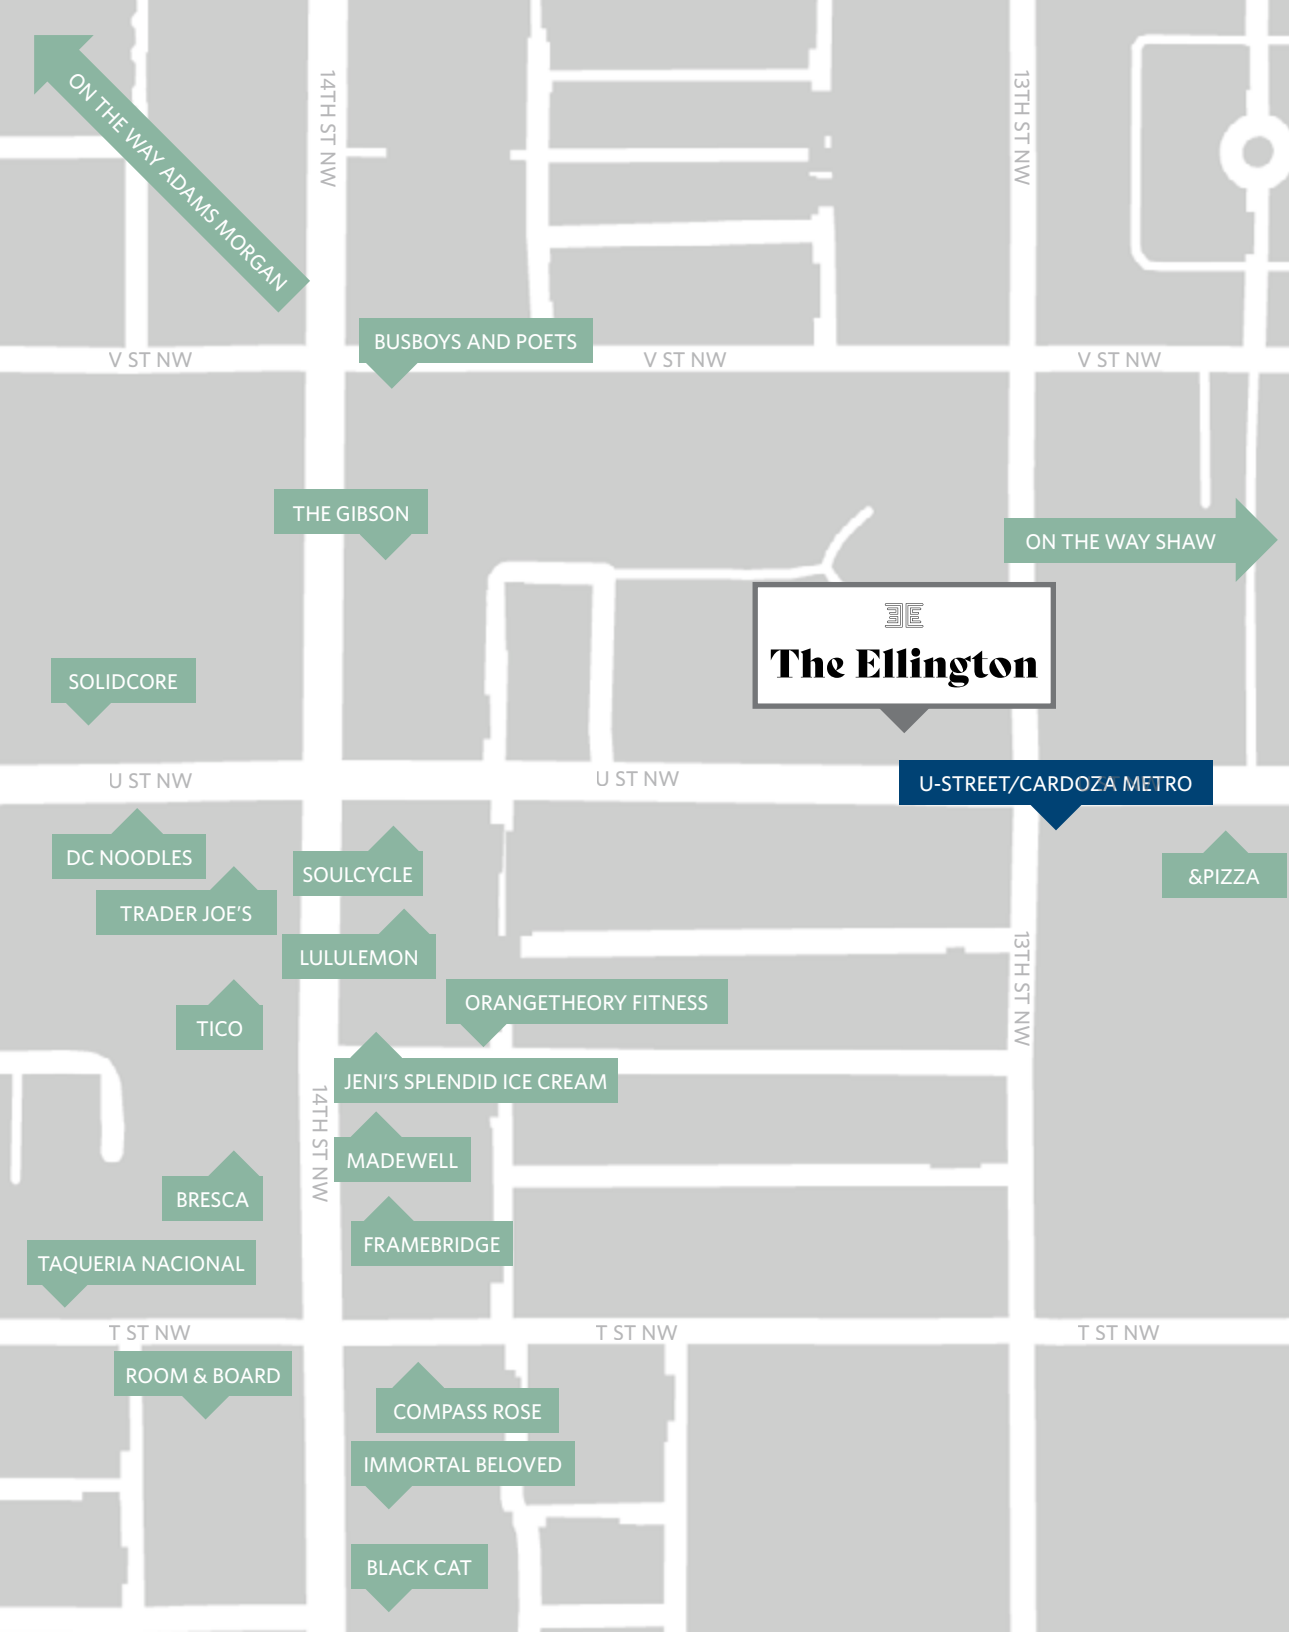 ON THE WAY ADAMS MORGAN
14TH ST NW
13TH ST NW
BUSBOYS AND POETS
V ST NW
V ST NW
V ST NW
THE GIBSON
ON THE WAY SHAW
The Ellington
SOLIDCORE
U ST NW
U ST NW
U-STREET/CARDOZA METRO
U ST NW
DC NOODLES
SOULCYCLE
&PIZZA
TRADER JOE'S
LULULEMON
13TH ST NW
ORANGETHEORY FITNESS
TICO
JENI'S SPLENDID ICE CREAM
14TH ST NW
MADEWELL
BRESCA
FRAMEBRIDGE
TAQUERIA NACIONAL
T ST NW
T ST NW
T ST NW
ROOM & BOARD
COMPASS ROSE
IMMORTAL BELOVED
BLACK CAT